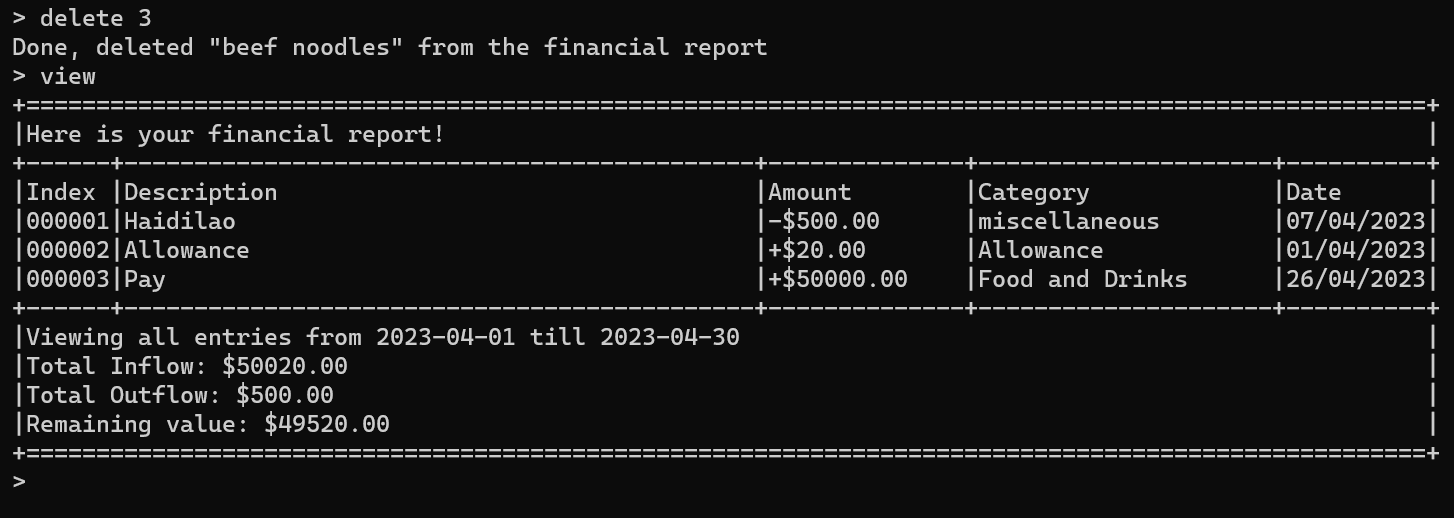 > delete 3
Done, deleted "beef noodles" from the financial report
> view
+====================================================================================================+
|Here is your financial report!                                                                      |
+------+---------------------------------------------+--------------+---------------------+----------+
|Index |Description                                  |Amount        |Category             |Date      |
|000001|Haidilao                                     |-$500.00      |miscellaneous        |07/04/2023|
|000002|Allowance                                    |+$20.00       |Allowance            |01/04/2023|
|000003|Pay                                          |+$50000.00    |Food and Drinks      |26/04/2023|
+------+---------------------------------------------+--------------+---------------------+----------+
|Viewing all entries from 2023-04-01 till 2023-04-30                                                 |
|Total Inflow: $50020.00                                                                             |
|Total Outflow: $500.00                                                                              |
|Remaining value: $49520.00                                                                          |
+====================================================================================================+
>